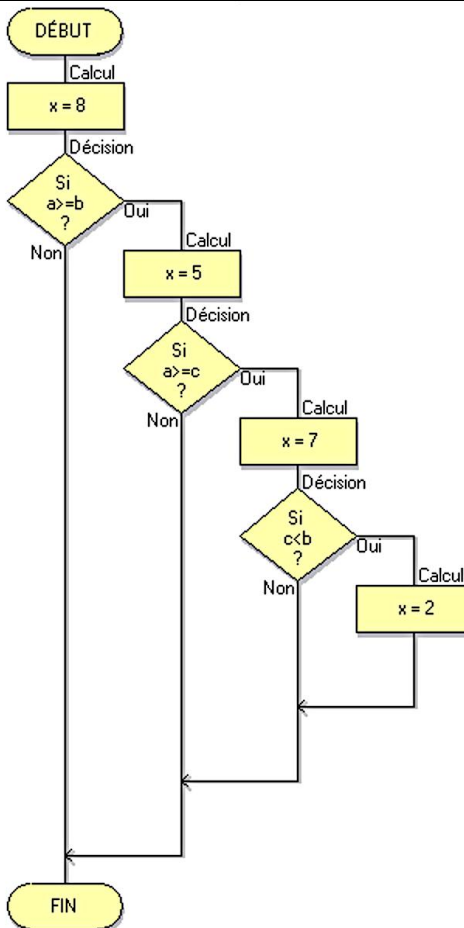 DÉBUT
Calcul
x = 8
Décision
Si
a>=b
?
Oui
Non
Calcul
x = 5
Décision
Si
a>=c
?
Oui
Non
Calcul
x = 7
Décision
Si
c<b
?
Oui
Non
Calcul
x = 2
FIN